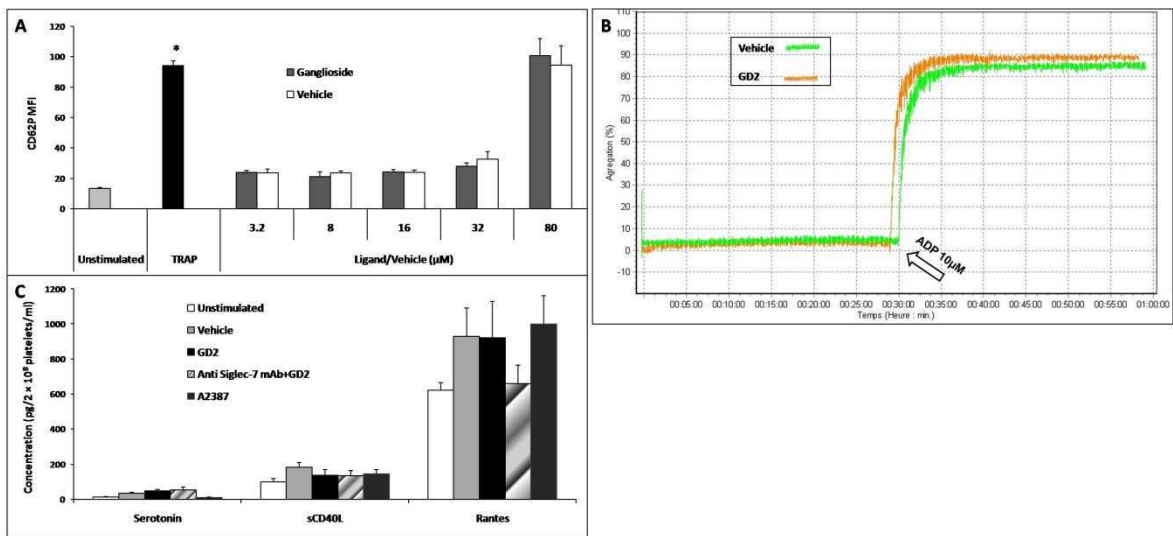 A
120
100
80
60
40
20
0
CD62P MFI
*
Ganglioside
Vehicle
3.2
8
16
32
80
Unstimulated
TRAP
Ligand/Vehicle (µM)
B
110
100
90
80
70
60
50
40
30
20
10
0
-10
Agregation (%)
Vehicle
GD2
ADP 10µM
00:05:00
00:10:00
00:15:00
00:20:00
00:25:00
00:30:00
00:35:00
00:40:00
00:45:00
00:50:00
00:55:00
01:00:00
Temps (Heure : min.)
C
1200
1000
800
600
400
200
0
Concentration (pg/2 × 10⁸ platelets/ml)
Unstimulated
Vehicle
GD2
Anti Siglec-7 mAb+GD2
A2387
Serotonin
sCD40L
Rantes